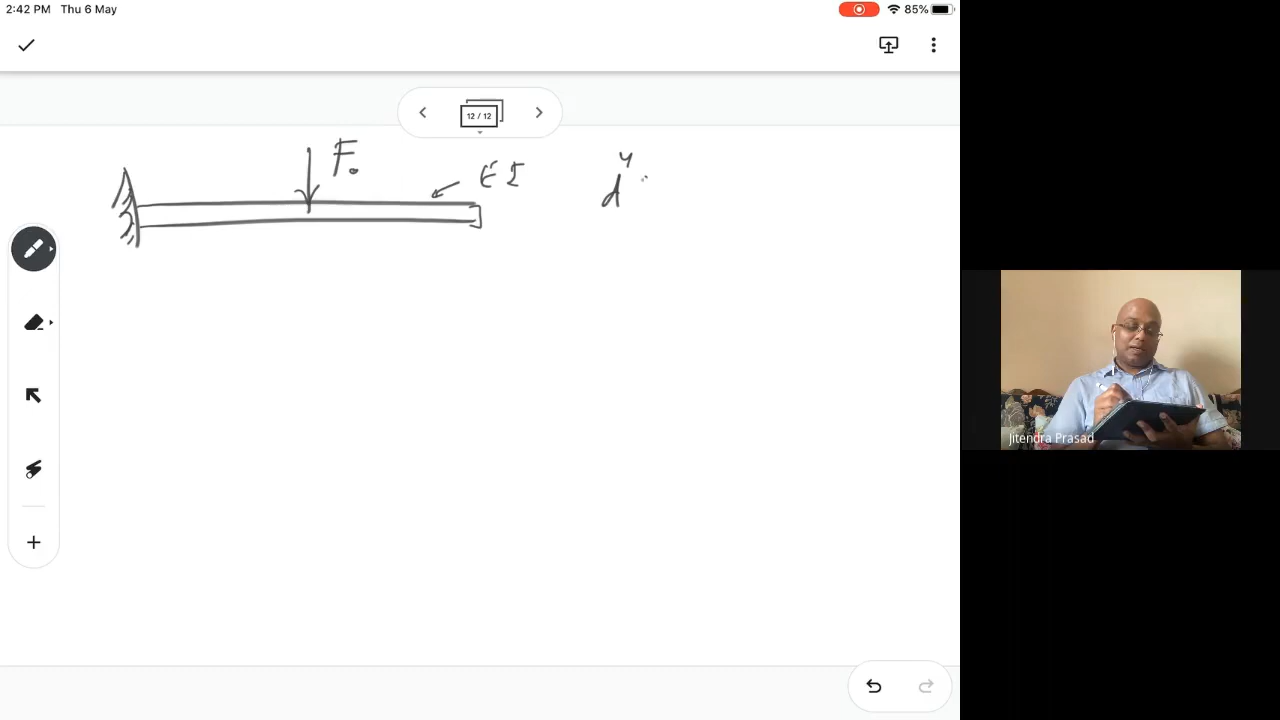 2:42 PM Thu 6 May
85%
12 / 12
F₀
EI
d⁴
Jitendra Prasad